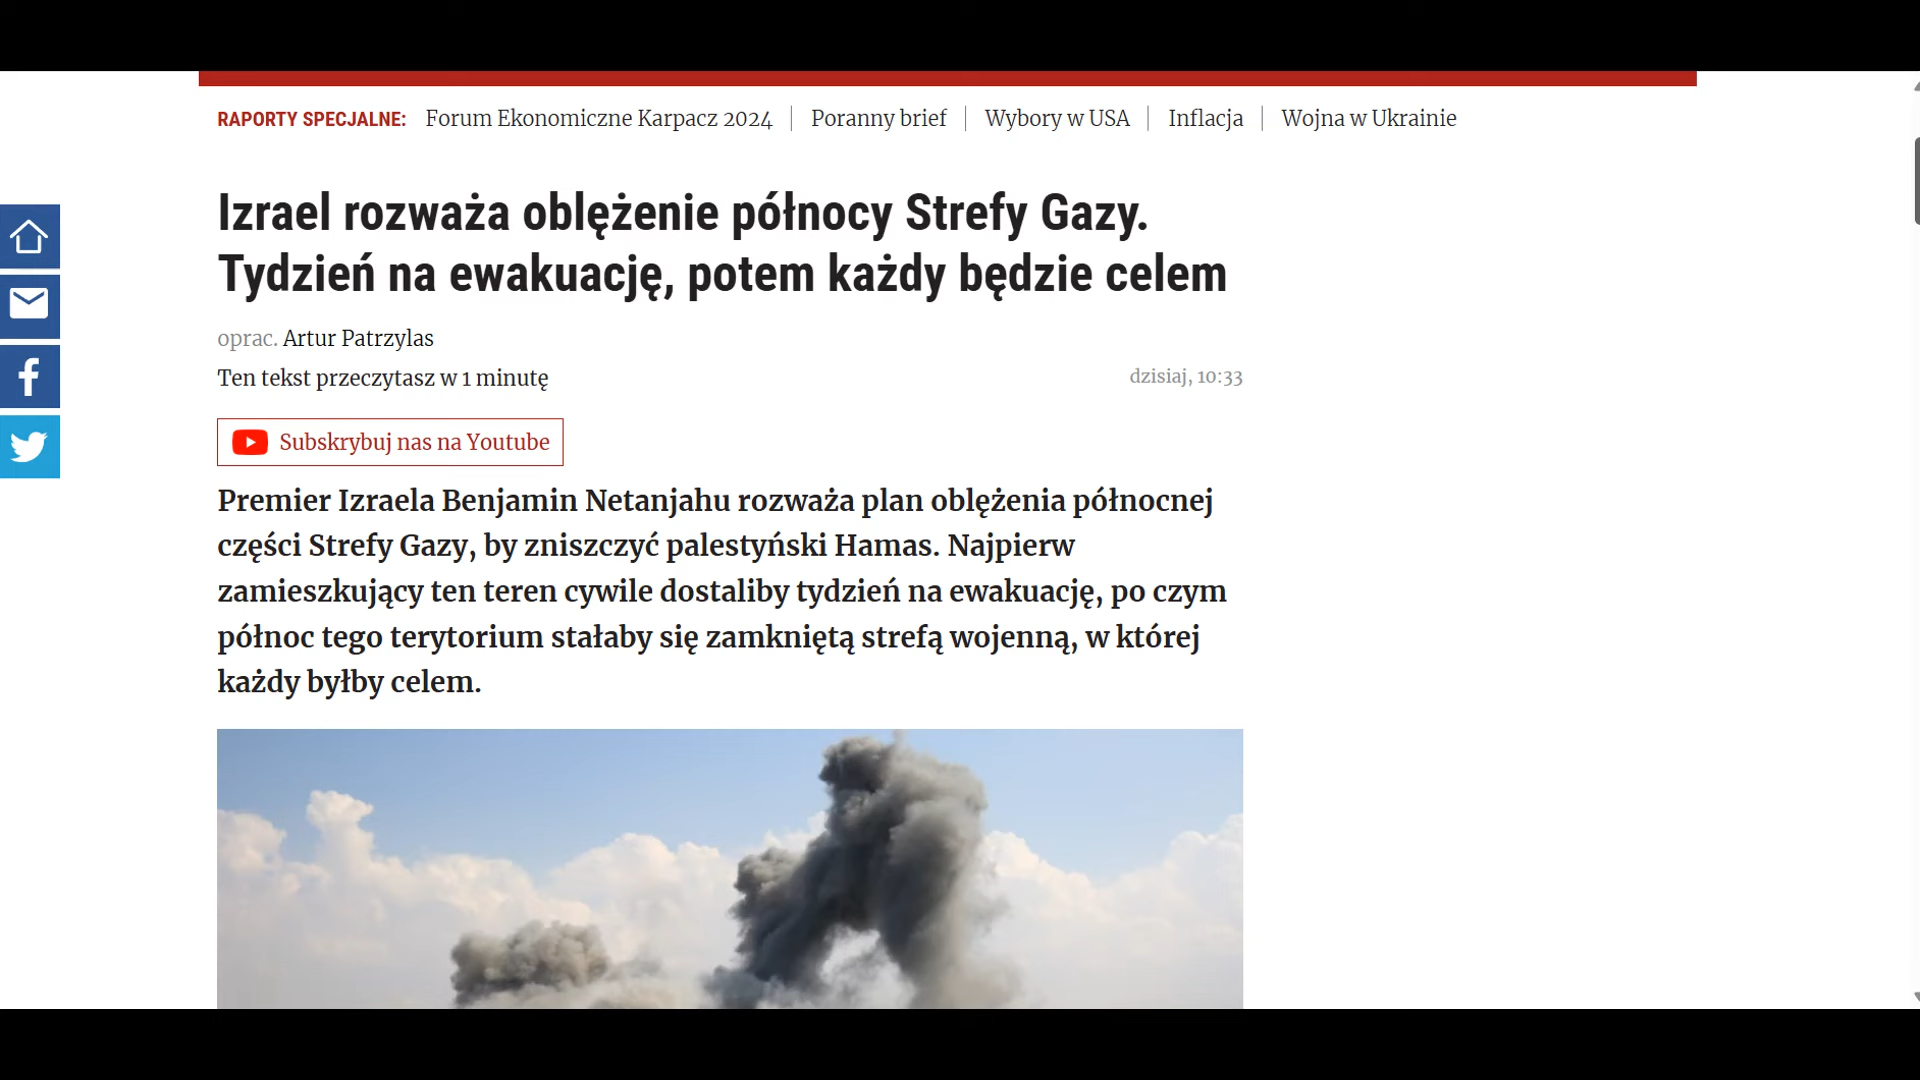 RAPORTY SPECJALNE: Forum Ekonomiczne Karpacz 2024 Poranny brief Wybory w USA Inflacja Wojna w Ukrainie
Izrael rozważa oblężenie północy Strefy Gazy.
Tydzień na ewakuację, potem każdy będzie celem
oprac. Artur Patrzylas
Ten tekst przeczytasz w 1 minutę
dzisiaj, 10:33
Subskrybuj nas na Youtube
Premier Izraela Benjamin Netanjahu rozważa plan oblężenia północnej
części Strefy Gazy, by zniszczyć palestyński Hamas. Najpierw
zamieszkujący ten teren cywile dostaliby tydzień na ewakuację, po czym
północ tego terytorium stałaby się zamkniętą strefą wojenną, w której
każdy byłby celem.